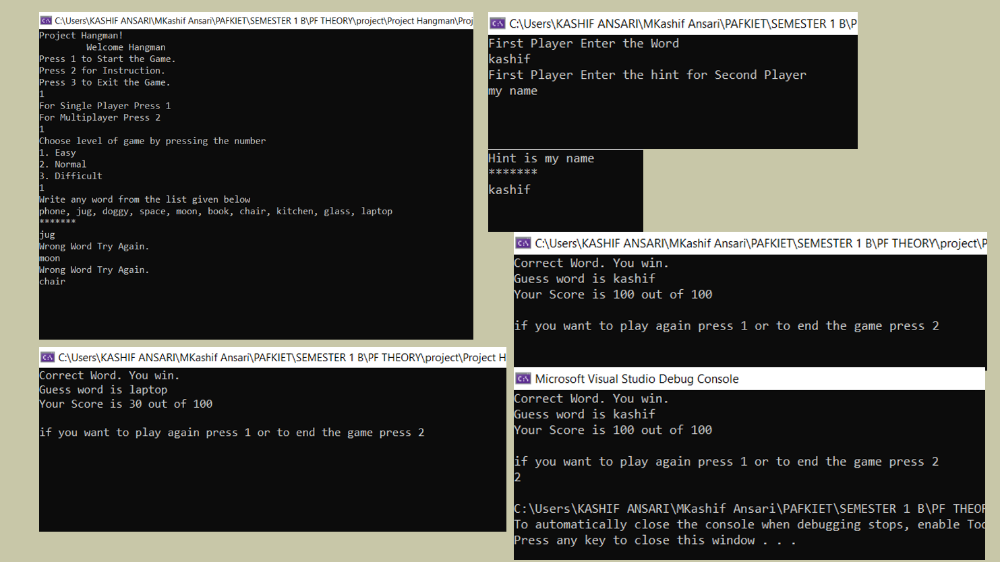 C:\Users\KASHIF ANSARI\MKashif Ansari\PAFKIET\SEMESTER 1 B\PF THEORY\project\Project Hangman\Proj
Project Hangman!
Welcome Hangman
Press 1 to Start the Game.
Press 2 for Instruction.
Press 3 to Exit the Game.
1
For Single Player Press 1
For Multiplayer Press 2
1
Choose level of game by pressing the number
1. Easy
2. Normal
3. Difficult
1
Write any word from the list given below
phone, jug, doggy, space, moon, book, chair, kitchen, glass, laptop
*******
jug
Wrong Word Try Again.
moon
Wrong Word Try Again.
chair
C:\Users\KASHIF ANSARI\MKashif Ansari\PAFKIET\SEMESTER 1 B\PF THEORY\project\Project H
Correct Word. You win.
Guess word is laptop
Your Score is 30 out of 100
if you want to play again press 1 or to end the game press 2
C:\Users\KASHIF ANSARI\MKashif Ansari\PAFKIET\SEMESTER 1 B\P
First Player Enter the Word
kashif
First Player Enter the hint for Second Player
my name
Hint is my name
*******
kashif
C:\Users\KASHIF ANSARI\MKashif Ansari\PAFKIET\SEMESTER 1 B\PF THEORY\project\P
Correct Word. You win.
Guess word is kashif
Your Score is 100 out of 100
if you want to play again press 1 or to end the game press 2
Microsoft Visual Studio Debug Console
Correct Word. You win.
Guess word is kashif
Your Score is 100 out of 100
if you want to play again press 1 or to end the game press 2
2
C:\Users\KASHIF ANSARI\MKashif Ansari\PAFKIET\SEMESTER 1 B\PF THEOR
To automatically close the console when debugging stops, enable Too
Press any key to close this window . . .